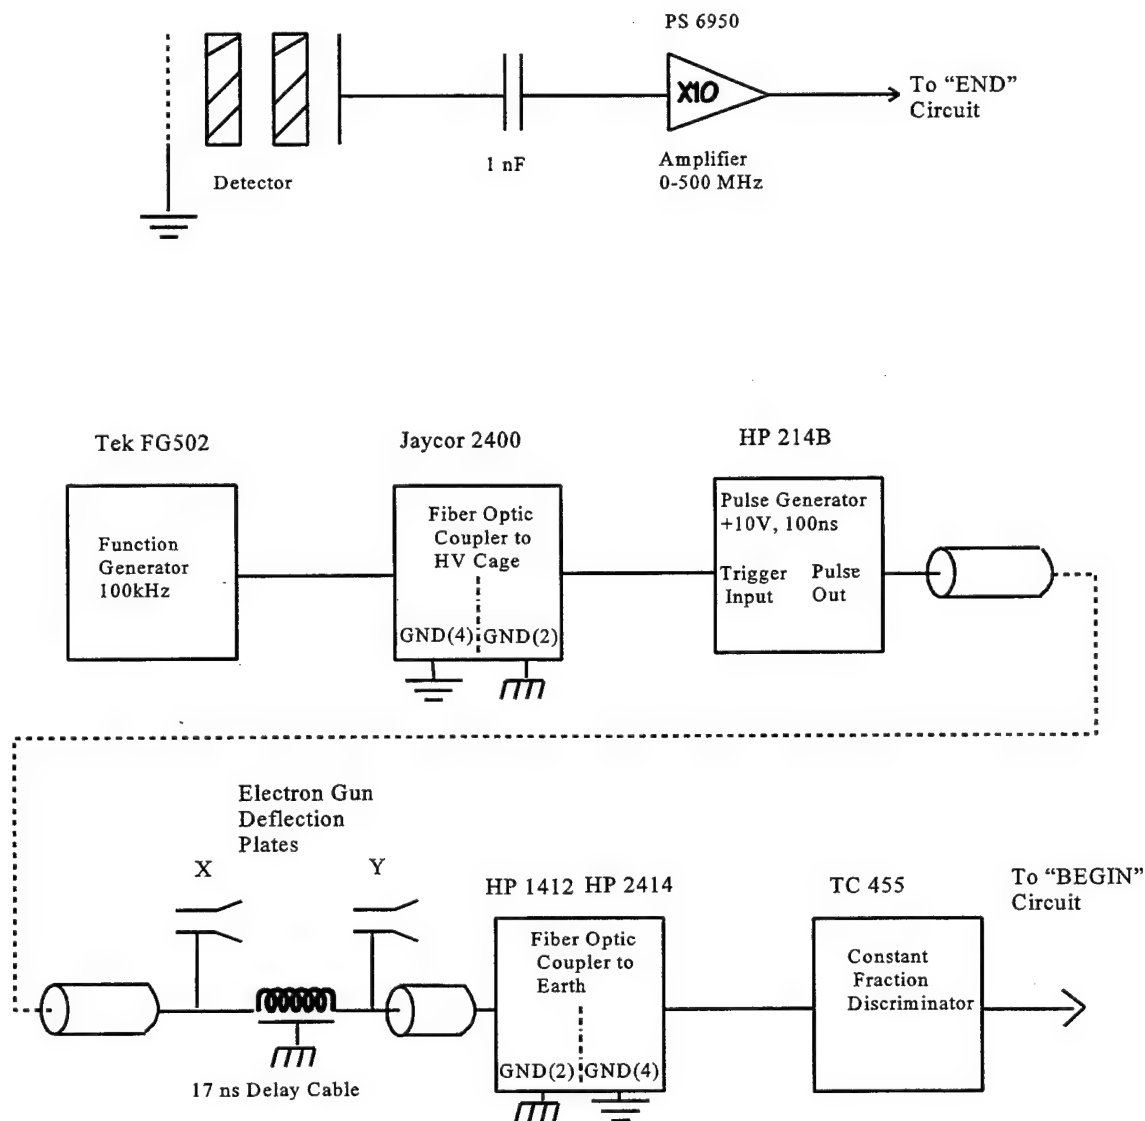 PS 6950
X10
To “END”
Circuit
Detector
1 nF
Amplifier
0-500 MHz
Tek FG502
Jaycor 2400
HP 214B
Function
Generator
100kHz
Fiber Optic
Coupler to
HV Cage
GND(4)
GND(2)
Pulse Generator
+10V, 100ns
Trigger
Input
Pulse
Out
Electron Gun
Deflection
Plates
X
Y
17 ns Delay Cable
HP 1412 HP 2414
Fiber Optic
Coupler to
Earth
GND(2)
GND(4)
TC 455
Constant
Fraction
Discriminator
To “BEGIN”
Circuit